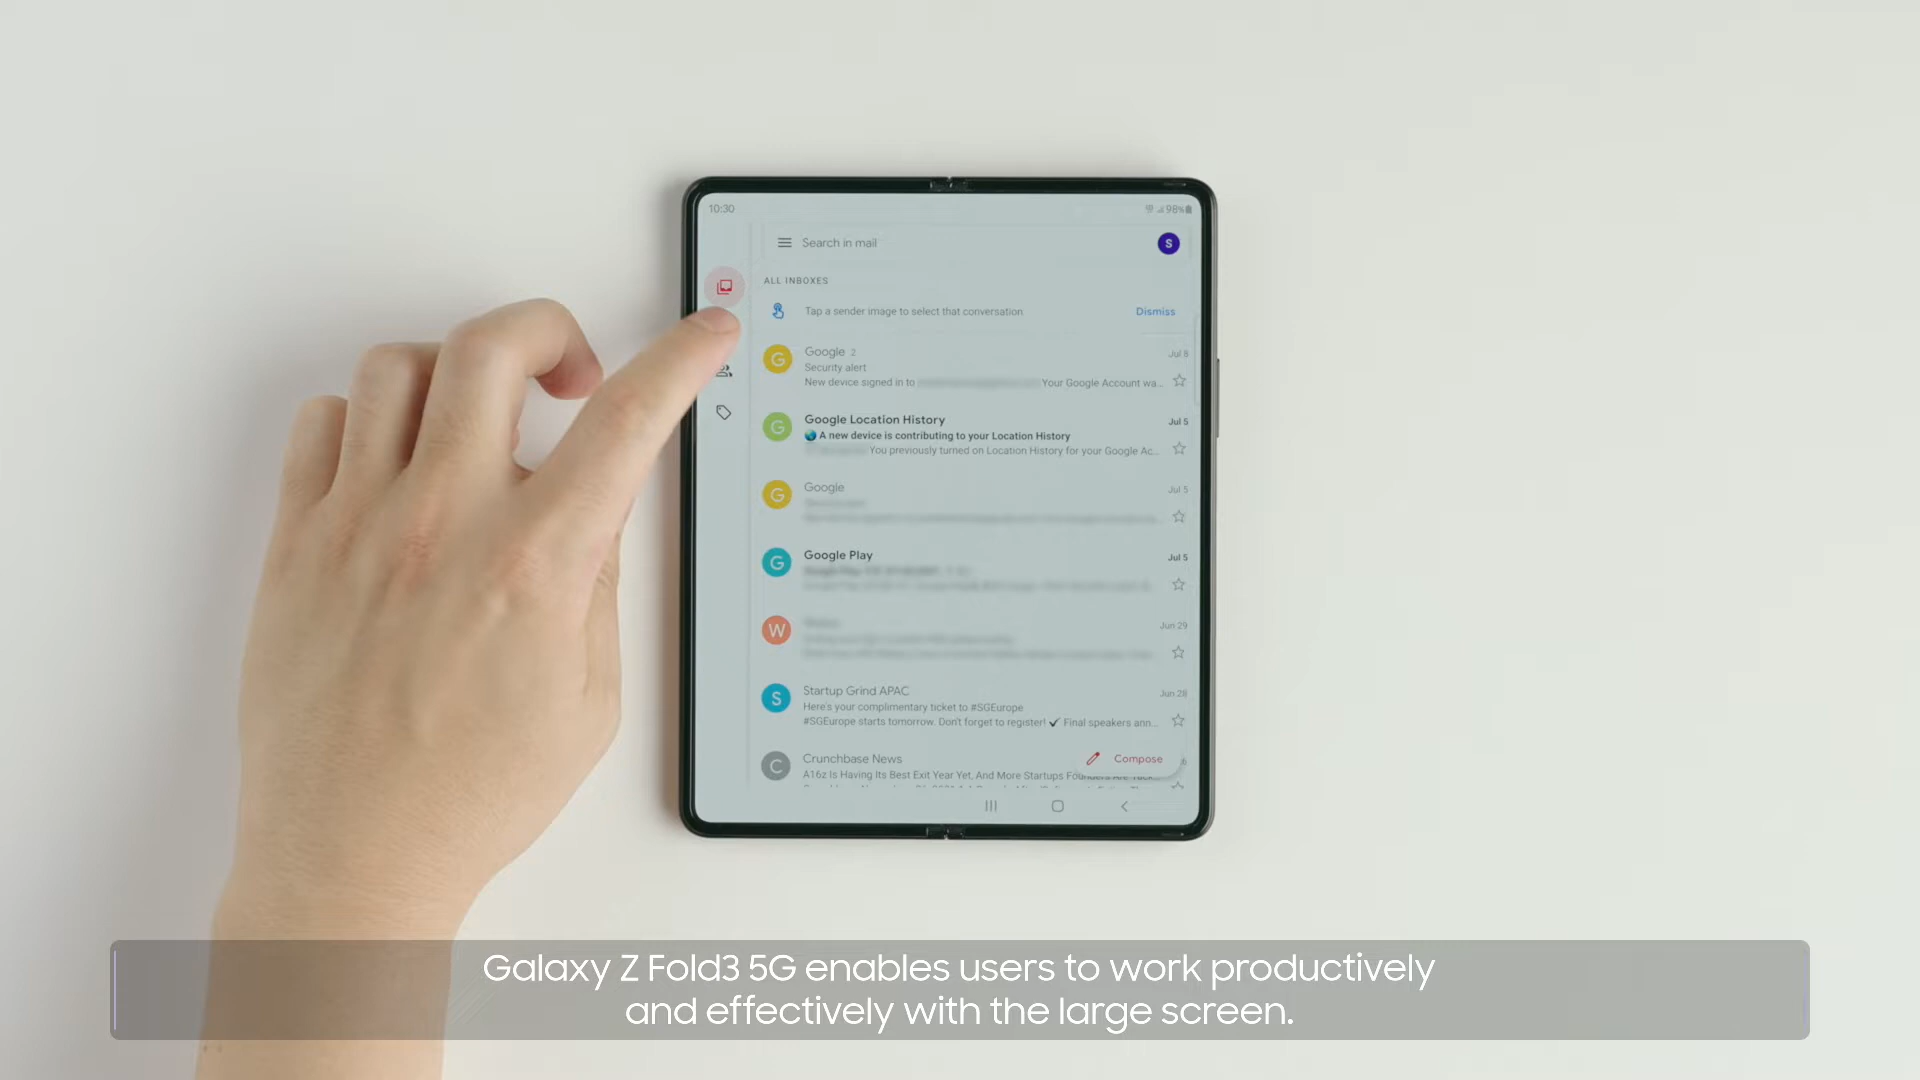 10:30
98%
Search in mail
S
ALL INBOXES
Tap a sender image to select that conversation
Dismiss
G
Google 2
Jul 8
Security alert
New device signed in to
Your Google Account wa...
G
Google Location History
Jul 5
A new device is contributing to your Location History
You previously turned on Location History for your Google Ac...
G
Google
Jul 5
G
Google Play
Jul 5
W
Jun 29
S
Startup Grind APAC
Jun 28
Here's your complimentary ticket to #SGEurope
#SGEurope starts tomorrow. Don't forget to register! ✔ Final speakers ann...
C
Crunchbase News
Compose
A16z Is Having Its Best Exit Year Yet, And More Startups
Galaxy Z Fold3 5G enables users to work productively
and effectively with the large screen.